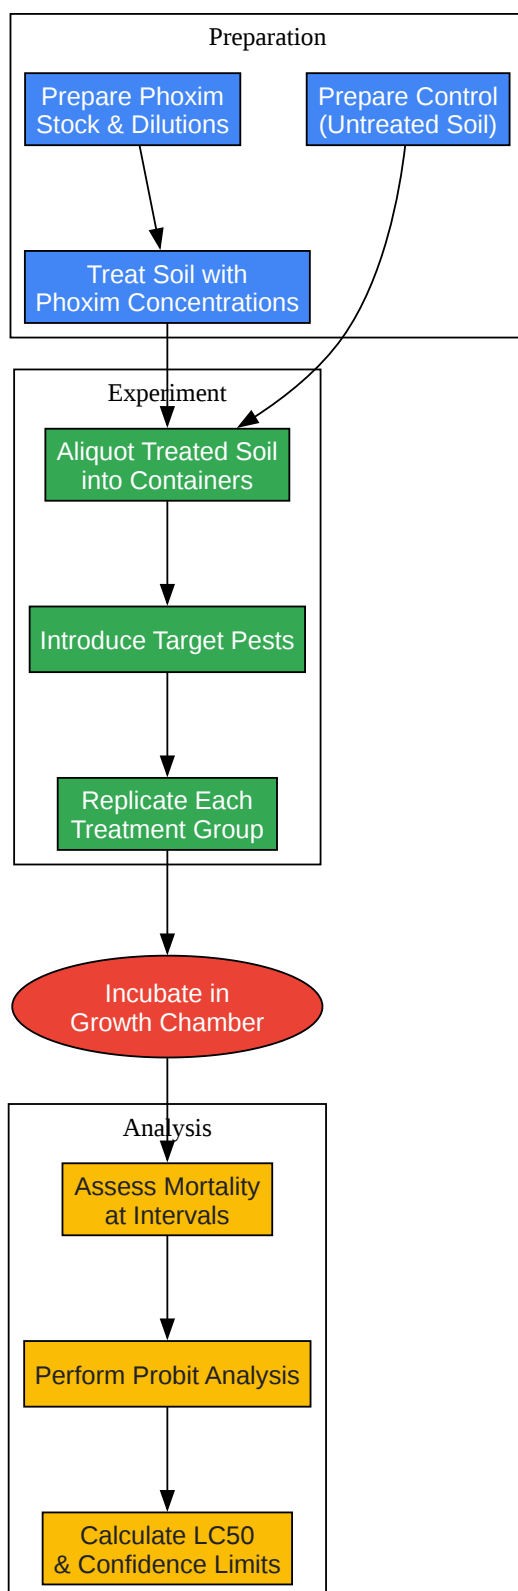 Preparation
Prepare Phoxim
Stock & Dilutions
Prepare Control
(Untreated Soil)
Treat Soil with
Phoxim Concentrations
Experiment
Aliquot Treated Soil
into Containers
Introduce Target Pests
Replicate Each
Treatment Group
Incubate in
Growth Chamber
Analysis
Assess Mortality
at Intervals
Perform Probit Analysis
Calculate LC50
& Confidence Limits